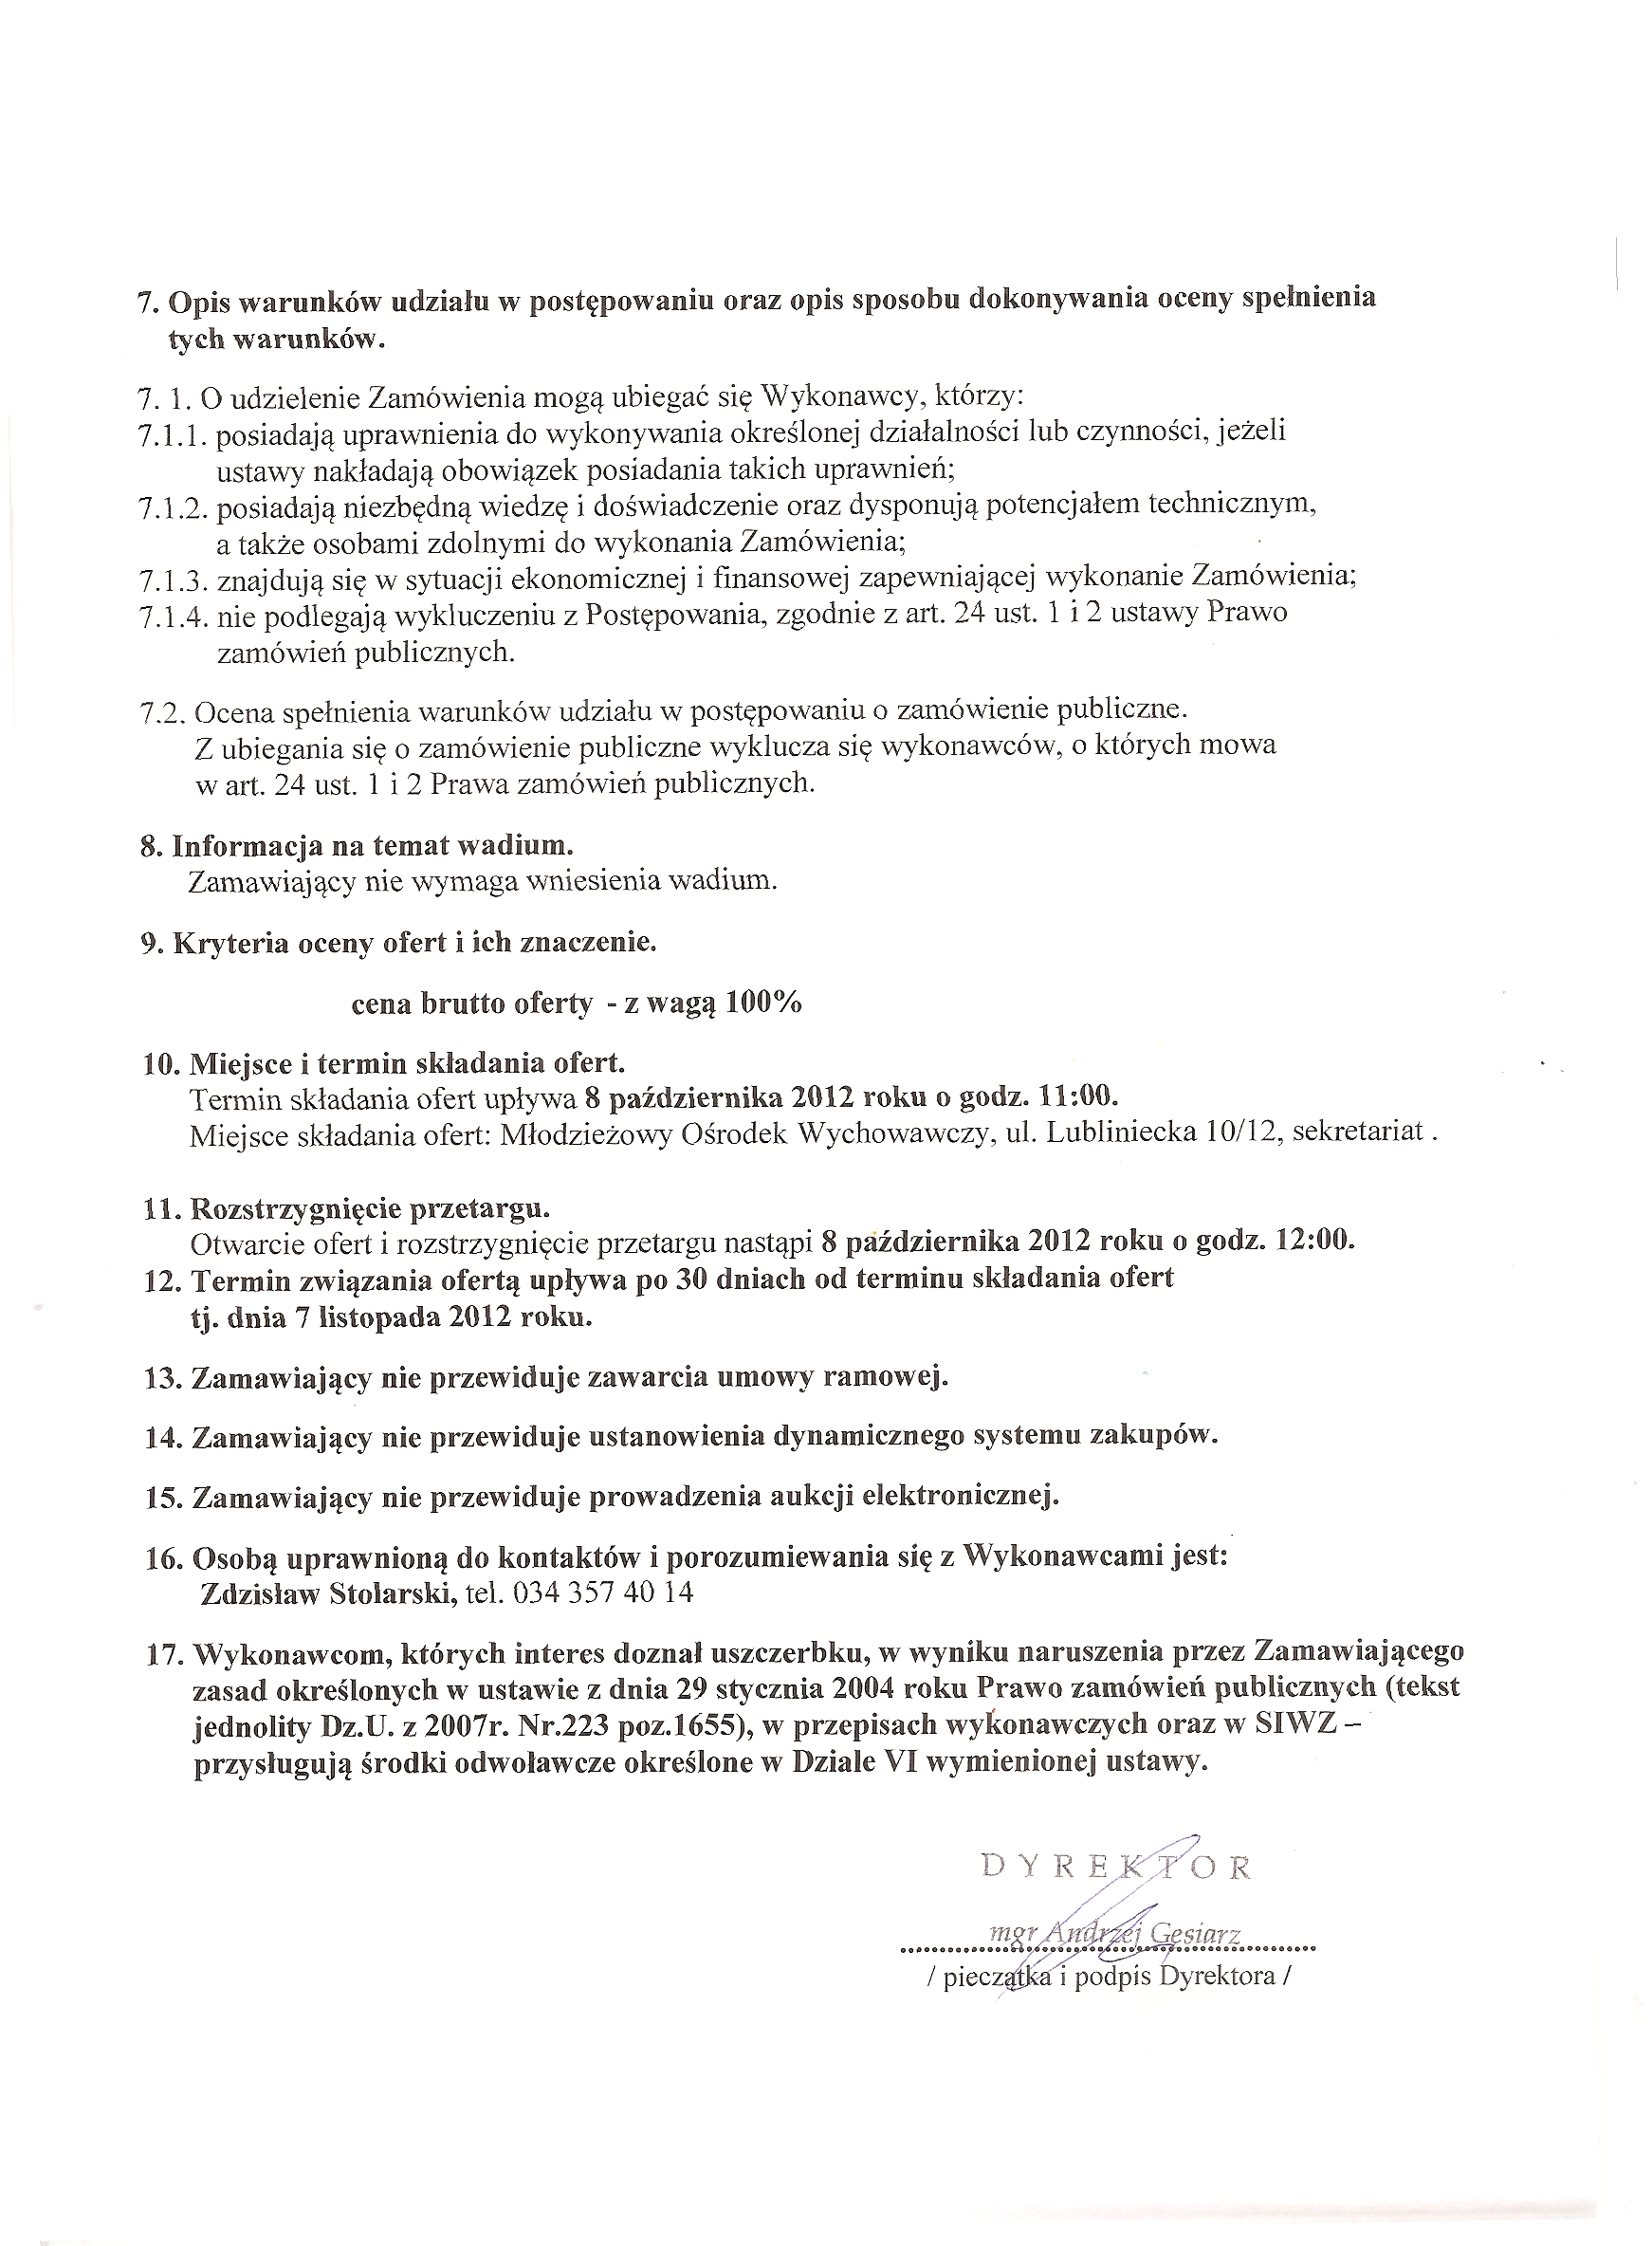 7. Opis warunków udziału w postępowaniu oraz opis sposobu dokonywania oceny spełnienia
tych warunków.
7. 1. O udzielenie Zamówienia mogą ubiegać się Wykonawcy, którzy:
7.1.1. posiadają uprawnienia do wykonywania określonej działalności lub czynności, jeżeli
ustawy nakładają obowiązek posiadania takich uprawnień;
7.1.2. posiadają niezbędną wiedzę i doświadczenie oraz dysponują potencjałem technicznym,
a także osobami zdolnymi do wykonania Zamówienia;
7.1.3. znajdują się w sytuacji ekonomicznej i finansowej zapewniającej wykonanie Zamówienia;
7.1.4. nie podlegają wykluczeniu z Postępowania, zgodnie z art. 24 ust. 1 i 2 ustawy Prawo
zamówień publicznych.
7.2. Ocena spełnienia warunków udziału w postępowaniu o zamówienie publiczne.
Z ubiegania się o zamówienie publiczne wyklucza się wykonawców, o których mowa
w art. 24 ust. 1 i 2 Prawa zamówień publicznych.
8. Informacja na temat wadium.
Zamawiający nie wymaga wniesienia wadium.
9. Kryteria oceny ofert i ich znaczenie.
cena brutto oferty - z wagą 100%
10. Miejsce i termin składania ofert.
Termin składania ofert upływa 8 października 2012 roku o godz. 11:00.
Miejsce składania ofert: Młodzieżowy Ośrodek Wychowawczy, ul. Lubliniecka 10/12, sekretariat .
11. Rozstrzygnięcie przetargu.
Otwarcie ofert i rozstrzygnięcie przetargu nastąpi 8 października 2012 roku o godz. 12:00.
12. Termin związania ofertą upływa po 30 dniach od terminu składania ofert
tj. dnia 7 listopada 2012 roku.
13. Zamawiający nie przewiduje zawarcia umowy ramowej.
14. Zamawiający nie przewiduje ustanowienia dynamicznego systemu zakupów.
15. Zamawiający nie przewiduje prowadzenia aukcji elektronicznej.
16. Osobą uprawnioną do kontaktów i porozumiewania się z Wykonawcami jest:
Zdzisław Stolarski, tel. 034 357 40 14
17. Wykonawcom, których interes doznał uszczerbku, w wyniku naruszenia przez Zamawiającego
zasad określonych w ustawie z dnia 29 stycznia 2004 roku Prawo zamówień publicznych (tekst
jednolity Dz.U. z 2007r. Nr.223 poz.1655), w przepisach wykonawczych oraz w SIWZ –
przysługują środki odwoławcze określone w Dziale VI wymienionej ustawy.
DYREKTOR
mgr Andrzej Gęsiarz
/ pieczątka i podpis Dyrektora /